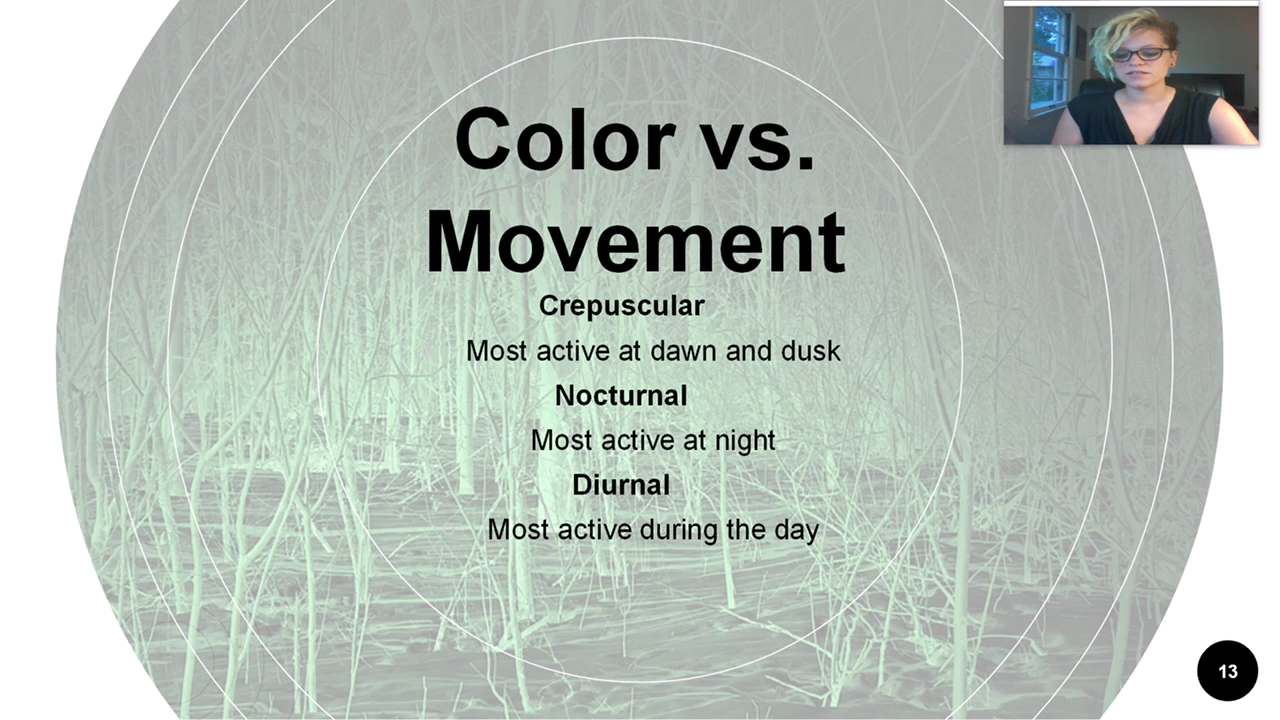 Color vs.
Movement
Crepuscular
Most active at dawn and dusk
Nocturnal
Most active at night
Diurnal
Most active during the day
13